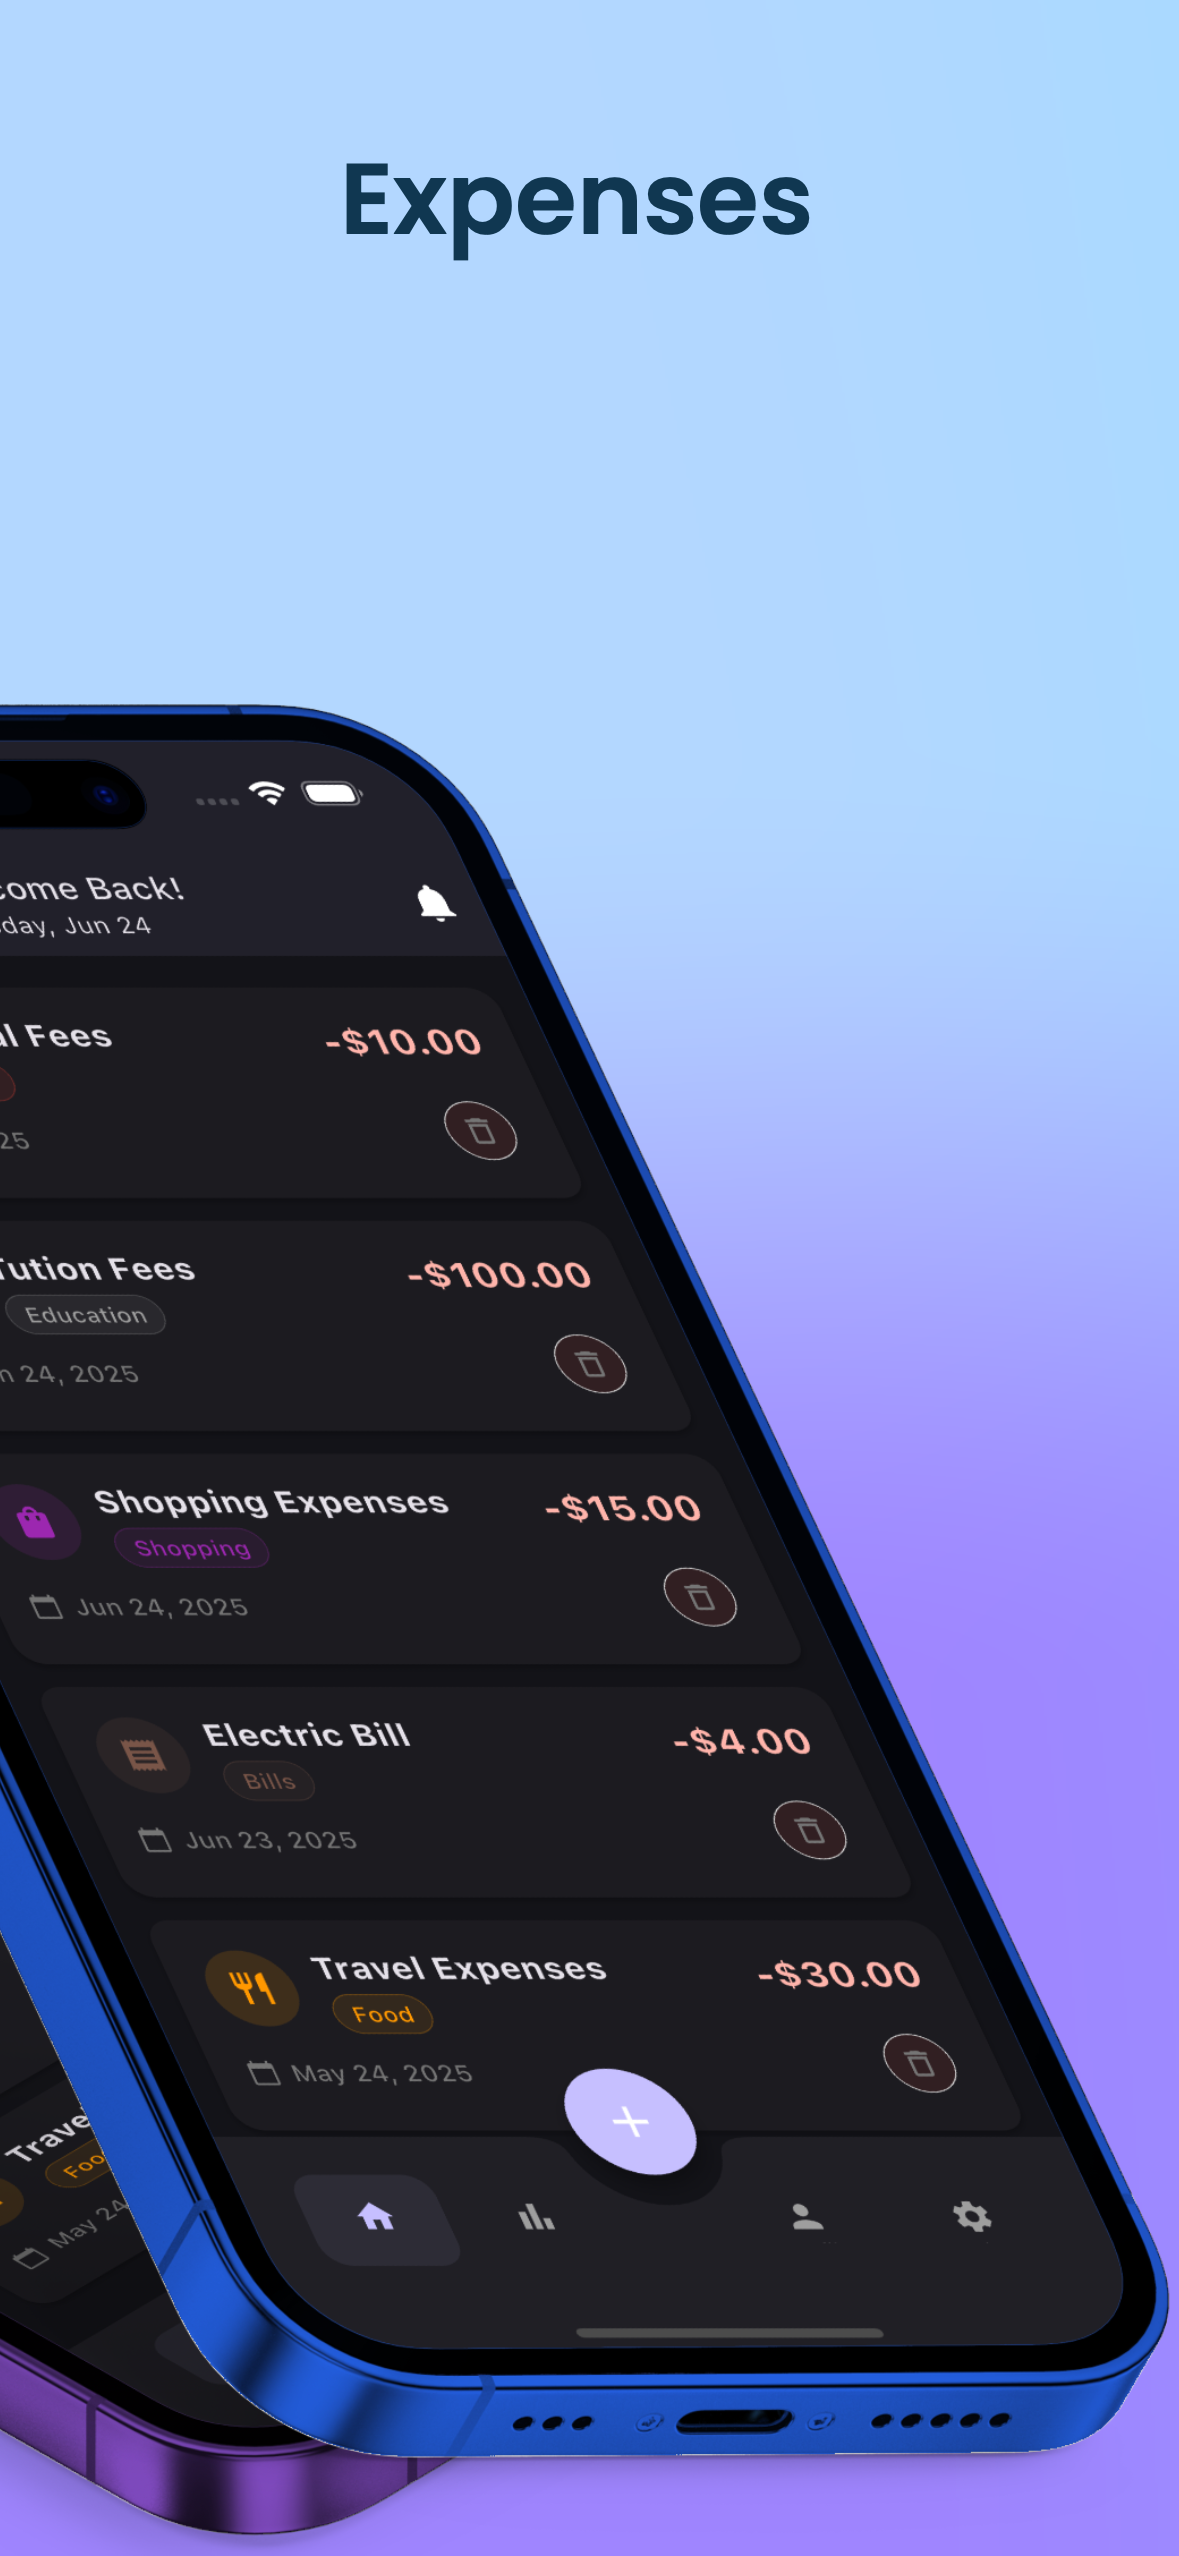 Expenses
come Back!
day, Jun 24
al Fees
-$10.00
25
Tution Fees
-$100.00
Education
n 24, 2025
Shopping Expenses
-$15.00
Shopping
Jun 24, 2025
Electric Bill
-$4.00
Bills
Jun 23, 2025
Travel Expenses
-$30.00
Food
May 24, 2025
Trave
Foo
May 24